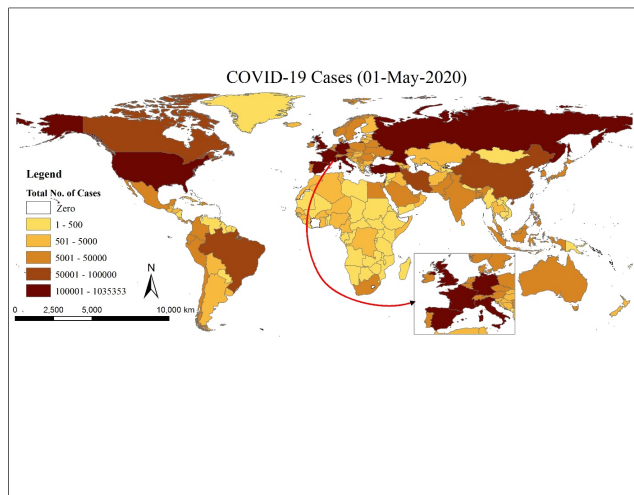 COVID-19 Cases (01-May-2020)
Legend
Total No. of Cases
Zero
1 - 500
501 - 5000
5001 - 50000
50001 - 100000
100001 - 1035353
N
0 2,500 5,000 10,000 km